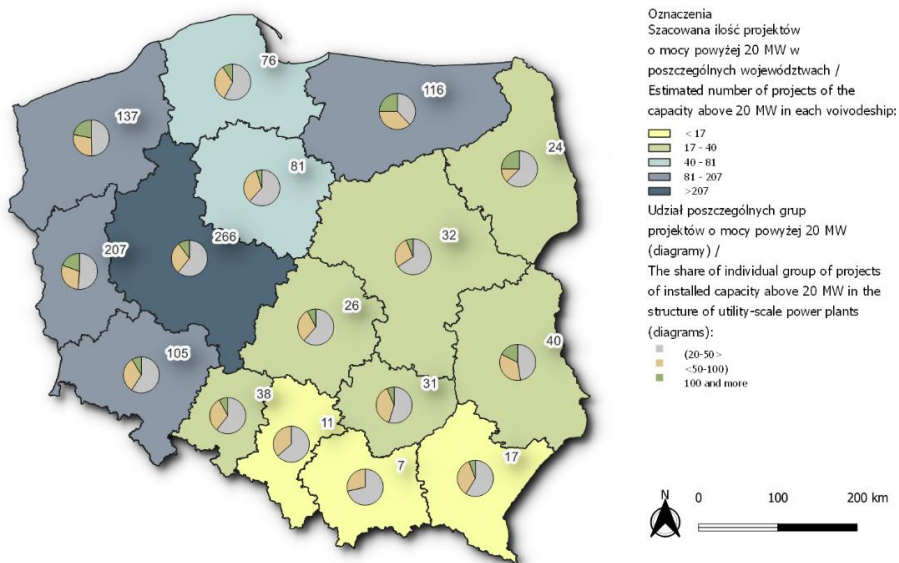 76
137
116
24
81
207
266
32
26
40
105
38
31
11
7
17
Oznaczenia
Szacowana ilość projektów
o mocy powyżej 20 MW w
poszczególnych województwach /
Estimated number of projects of the
capacity above 20 MW in each voivodeship:
< 17
17 - 40
40 - 81
81 - 207
>207
Udział poszczególnych grup
projektów o mocy powyżej 20 MW
(diagramy) /
The share of individual group of projects
of installed capacity above 20 MW in the
structure of utility-scale power plants
(diagrams):
(20-50>
<50-100)
100 and more
N
0 100 200 km